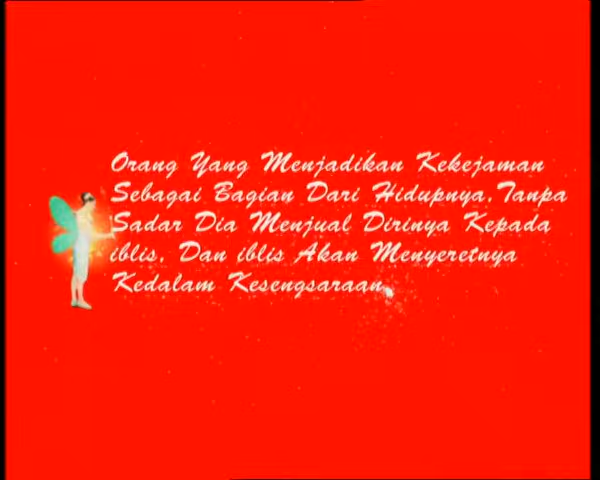 Orang Yang Menjadikan Kekejaman
Sebagai Bagian Dari Hidupnya, Tanpa
Sadar Dia Menjual Dirinya Kepada
iblis, Dan iblis Akan Menyeretnya
Kedalam Kesengsaraan.